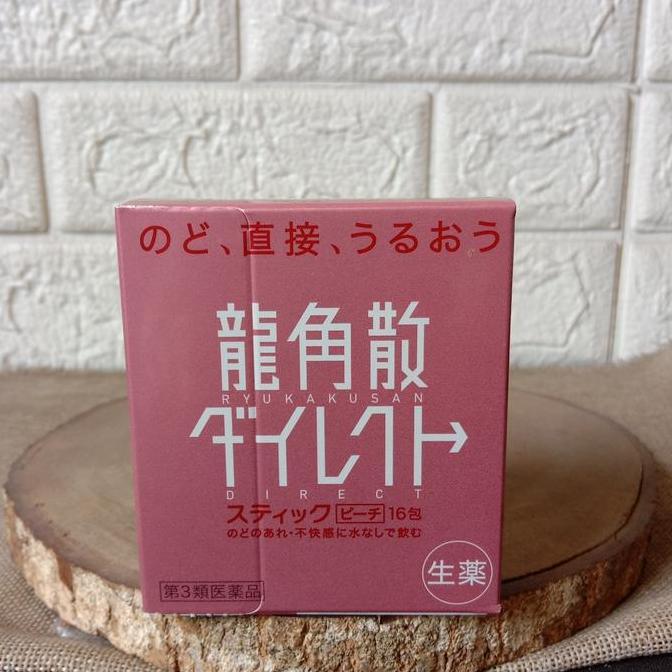 のど、直接、うるおう
龍角散
RYUKAKUSAN
ダイレクト
DIRECT
スティック ピーチ 16包
のどのあれ・不快感に水なしで飲む
生薬
第3類医薬品